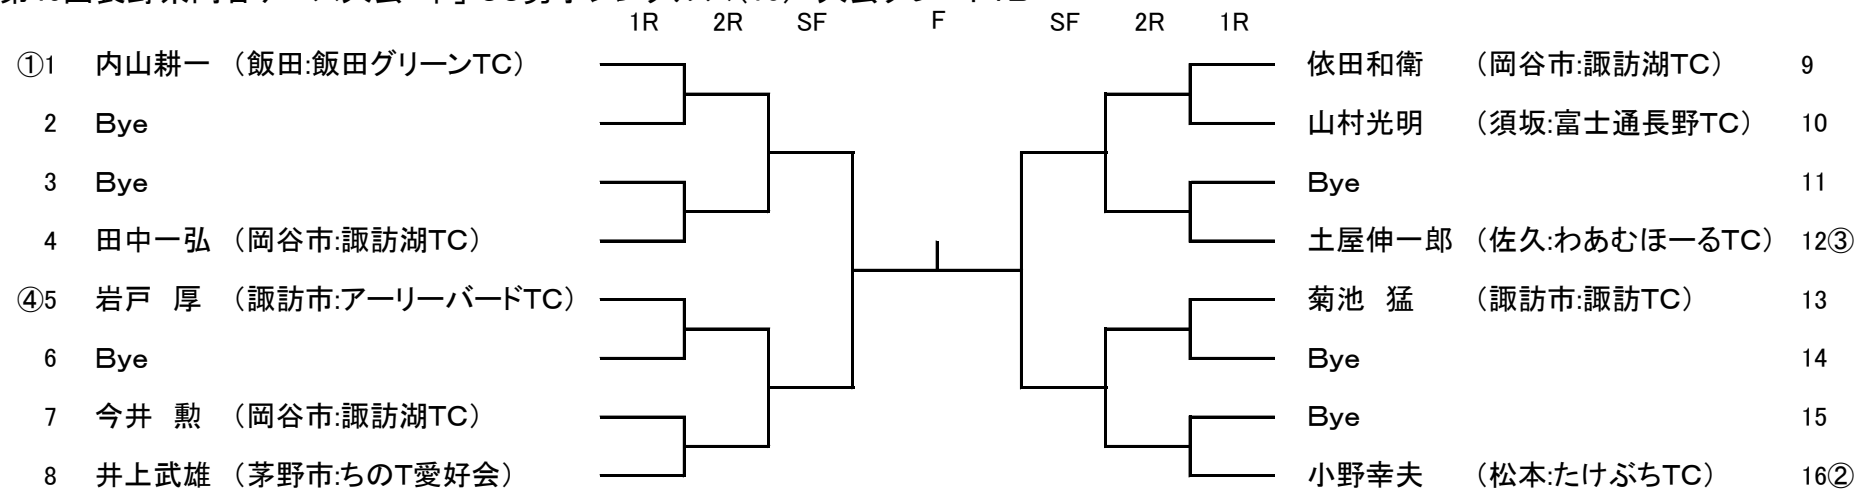 1R 2R SF F SF 2R 1R
①1 内山耕一 (飯田:飯田グリーンTC) 依田和衛 (岡谷市:諏訪湖TC) 9
2 Bye 山村光明 (須坂:富士通長野TC) 10
3 Bye Bye 11
4 田中一弘 (岡谷市:諏訪湖TC) 土屋伸一郎 (佐久:わあむほーるTC) 12③
④5 岩戸 厚 (諏訪市:アーリーバードTC) 菊池 猛 (諏訪市:諏訪TC) 13
6 Bye Bye 14
7 今井 勲 (岡谷市:諏訪湖TC) Bye 15
8 井上武雄 (茅野市:ちのT愛好会) 小野幸夫 (松本:たけぶちTC) 16②